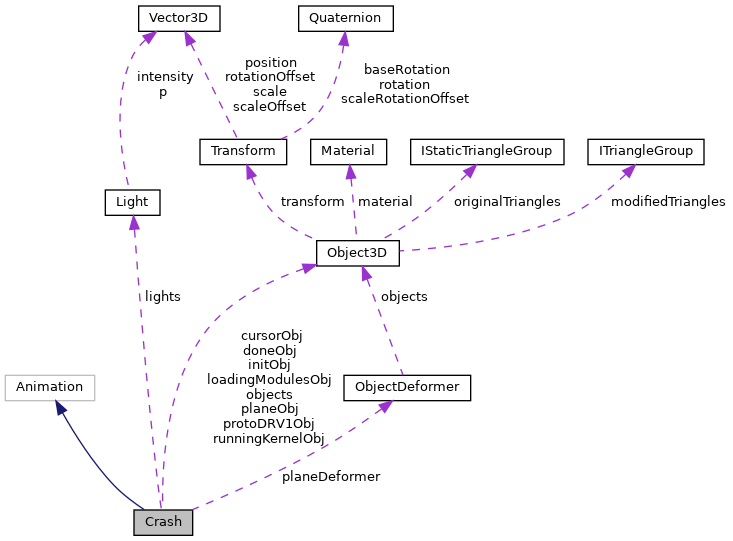 Vector3D
Quaternion
intensity
p
position
rotationOffset
scale
scaleOffset
baseRotation
rotation
scaleRotationOffset
Transform
Material
IStaticTriangleGroup
ITriangleGroup
Light
transform
material
originalTriangles
modifiedTriangles
Object3D
lights
objects
cursorObj
doneObj
initObj
loadingModulesObj
objects
planeObj
protoDRV1Obj
runningKernelObj
Animation
ObjectDeformer
planeDeformer
Crash